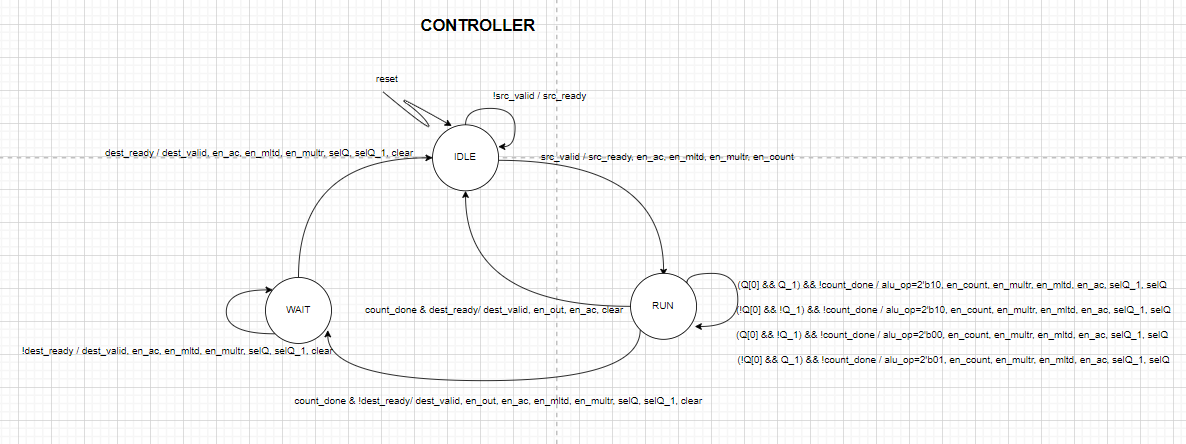 CONTROLLER
reset
!src_valid / src_ready
dest_ready / dest_valid, en_ac, en_mltd, en_multr, selQ, selQ_1, clear
IDLE
src_valid / src_ready, en_ac, en_mltd, en_multr, en_count
(Q[0] && Q_1) && !count_done / alu_op=2'b10, en_count, en_multr, en_mltd, en_ac, selQ_1, selQ
WAIT
count_done & dest_ready/ dest_valid, en_out, en_ac, clear
RUN
(!Q[0] && !Q_1) && !count_done / alu_op=2'b10, en_count, en_multr, en_mltd, en_ac, selQ_1, selQ
(Q[0] && !Q_1) && !count_done / alu_op=2'b00, en_count, en_multr, en_mltd, en_ac, selQ_1, selQ
!dest_ready / dest_valid, en_ac, en_mltd, en_multr, selQ, selQ_1, clear
(!Q[0] && Q_1) && !count_done / alu_op=2'b01, en_count, en_multr, en_mltd, en_ac, selQ_1, selQ
count_done & !dest_ready/ dest_valid, en_out, en_ac, en_mltd, en_multr, selQ, selQ_1, clear